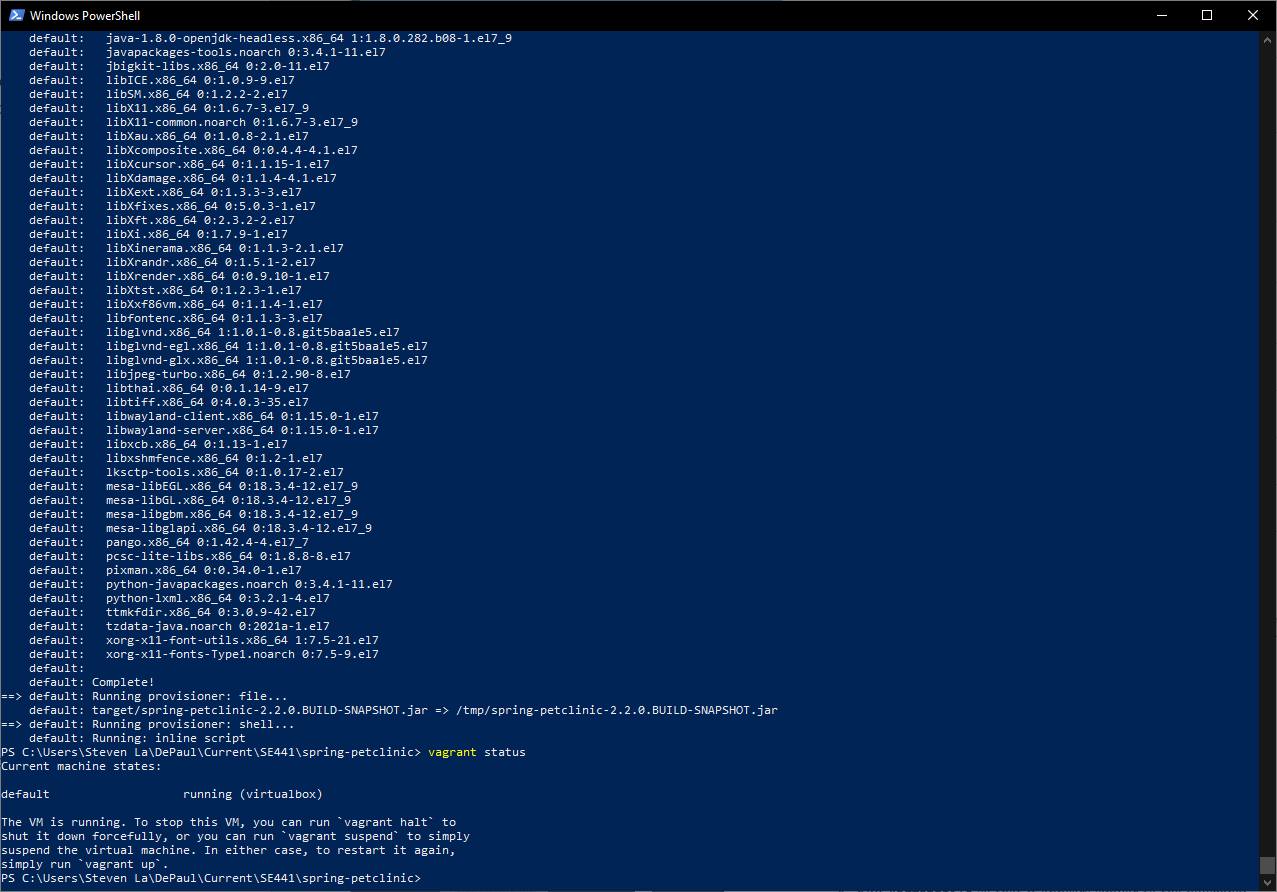 Windows PowerShell
default:   java-1.8.0-openjdk-headless.x86_64 1:1.8.0.282.b08-1.el7_9
default:   javapackages-tools.noarch 0:3.4.1-11.el7
default:   jbigkit-libs.x86_64 0:2.0-11.el7
default:   libICE.x86_64 0:1.0.9-9.el7
default:   libSM.x86_64 0:1.2.2-2.el7
default:   libX11.x86_64 0:1.6.7-3.el7_9
default:   libX11-common.noarch 0:1.6.7-3.el7_9
default:   libXau.x86_64 0:1.0.8-2.1.el7
default:   libXcomposite.x86_64 0:0.4.4-4.1.el7
default:   libXcursor.x86_64 0:1.1.15-1.el7
default:   libXdamage.x86_64 0:1.1.4-4.1.el7
default:   libXext.x86_64 0:1.3.3-3.el7
default:   libXfixes.x86_64 0:5.0.3-1.el7
default:   libXft.x86_64 0:2.3.2-2.el7
default:   libXi.x86_64 0:1.7.9-1.el7
default:   libXinerama.x86_64 0:1.1.3-2.1.el7
default:   libXrandr.x86_64 0:1.5.1-2.el7
default:   libXrender.x86_64 0:0.9.10-1.el7
default:   libXtst.x86_64 0:1.2.3-1.el7
default:   libXxf86vm.x86_64 0:1.1.4-1.el7
default:   libfontenc.x86_64 0:1.1.3-3.el7
default:   libglvnd.x86_64 1:1.0.1-0.8.git5baa1e5.el7
default:   libglvnd-egl.x86_64 1:1.0.1-0.8.git5baa1e5.el7
default:   libglvnd-glx.x86_64 1:1.0.1-0.8.git5baa1e5.el7
default:   libjpeg-turbo.x86_64 0:1.2.90-8.el7
default:   libthai.x86_64 0:0.1.14-9.el7
default:   libtiff.x86_64 0:4.0.3-35.el7
default:   libwayland-client.x86_64 0:1.15.0-1.el7
default:   libwayland-server.x86_64 0:1.15.0-1.el7
default:   libxcb.x86_64 0:1.13-1.el7
default:   libxshmfence.x86_64 0:1.2-1.el7
default:   lksctp-tools.x86_64 0:1.0.17-2.el7
default:   mesa-libEGL.x86_64 0:18.3.4-12.el7_9
default:   mesa-libGL.x86_64 0:18.3.4-12.el7_9
default:   mesa-libgbm.x86_64 0:18.3.4-12.el7_9
default:   mesa-libglapi.x86_64 0:18.3.4-12.el7_9
default:   pango.x86_64 0:1.42.4-4.el7_7
default:   pcsc-lite-libs.x86_64 0:1.8.8-8.el7
default:   pixman.x86_64 0:0.34.0-1.el7
default:   python-javapackages.noarch 0:3.4.1-11.el7
default:   python-lxml.x86_64 0:3.2.1-4.el7
default:   ttmkfdir.x86_64 0:3.0.9-42.el7
default:   tzdata-java.noarch 0:2021a-1.el7
default:   xorg-x11-font-utils.x86_64 1:7.5-21.el7
default:   xorg-x11-fonts-Type1.noarch 0:7.5-9.el7
default:
default: Complete!
==> default: Running provisioner: file...
default: target/spring-petclinic-2.2.0.BUILD-SNAPSHOT.jar => /tmp/spring-petclinic-2.2.0.BUILD-SNAPSHOT.jar
==> default: Running provisioner: shell...
default: Running: inline script
PS C:\Users\Steven La\DePaul\Current\SE441\spring-petclinic> vagrant status
Current machine states:
default                   running (virtualbox)
The VM is running. To stop this VM, you can run `vagrant halt` to
shut it down forcefully, or you can run `vagrant suspend` to simply
suspend the virtual machine. In either case, to restart it again,
simply run `vagrant up`.
PS C:\Users\Steven La\DePaul\Current\SE441\spring-petclinic>